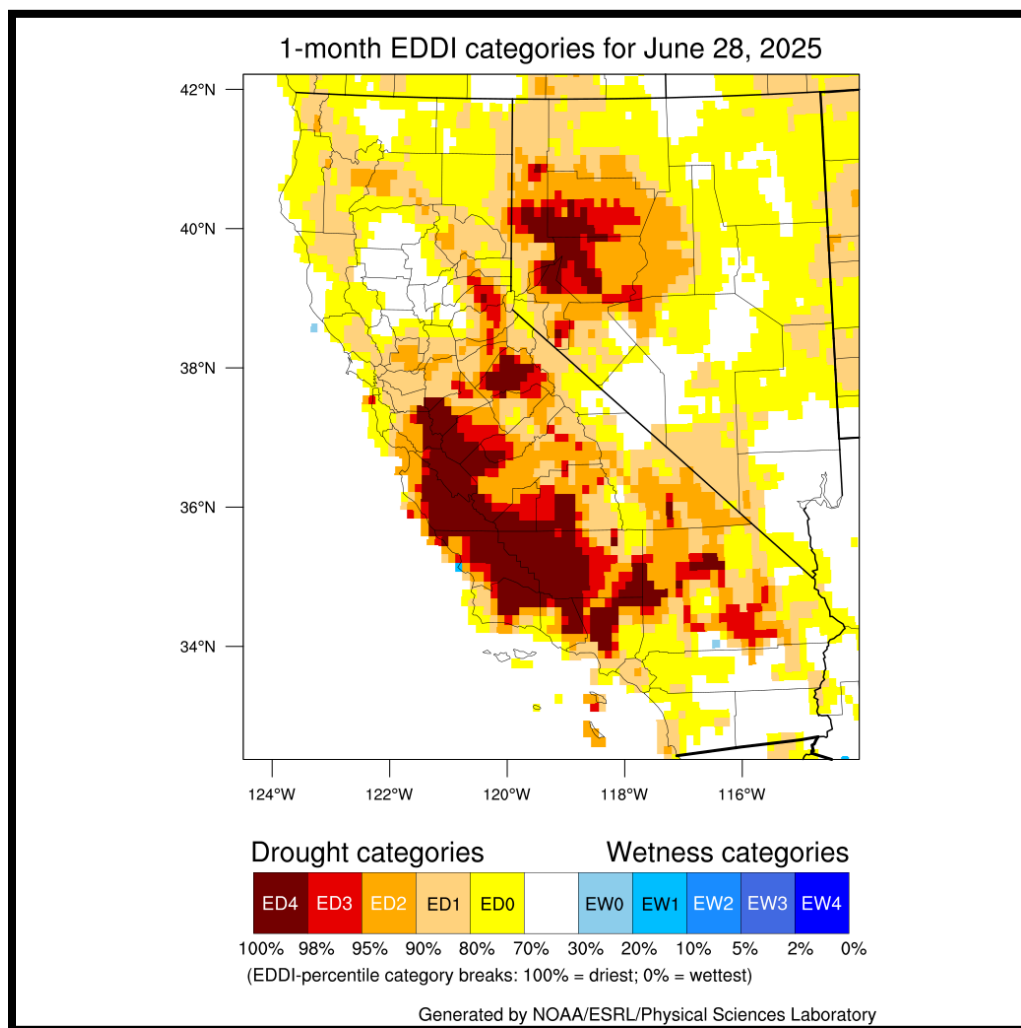 1-month EDDI categories for June 28, 2025
42°N
40°N
38°N
36°N
34°N
124°W 122°W 120°W 118°W 116°W
Drought categories Wetness categories
ED4 ED3 ED2 ED1 ED0 EW0 EW1 EW2 EW3 EW4
100% 98% 95% 90% 80% 70% 30% 20% 10% 5% 2% 0%
(EDDI-percentile category breaks: 100% = driest; 0% = wettest)
Generated by NOAA/ESRL/Physical Sciences Laboratory